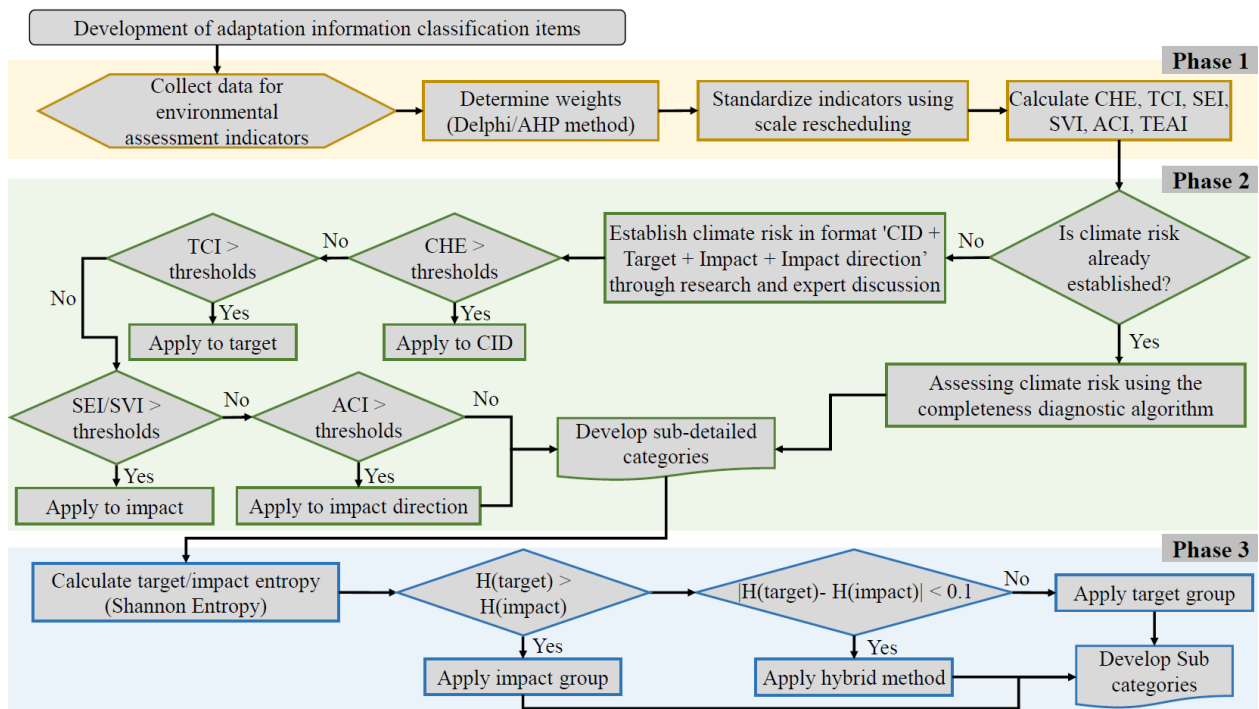 Development of adaptation information classification items
Phase 1
Collect data for
environmental
assessment indicators
Determine weights
(Delphi/AHP method)
Standardize indicators using
scale rescheduling
Calculate CHE, TCI, SEI,
SVI, ACI, TEAI
Phase 2
Is climate risk
already
established?
No
Yes
Establish climate risk in format 'CID +
Target + Impact + Impact direction’
through research and expert discussion
CHE >
thresholds
No
Yes
Apply to CID
TCI >
thresholds
No
Yes
Apply to target
Assessing climate risk using the
completeness diagnostic algorithm
SEI/SVI >
thresholds
No
Yes
Apply to impact
ACI >
thresholds
No
Yes
Apply to impact direction
Develop sub-detailed
categories
Phase 3
Calculate target/impact entropy
(Shannon Entropy)
H(target) >
H(impact)
Yes
Apply impact group
|H(target)- H(impact)| < 0.1
No
Yes
Apply hybrid method
Apply target group
Develop Sub
categories